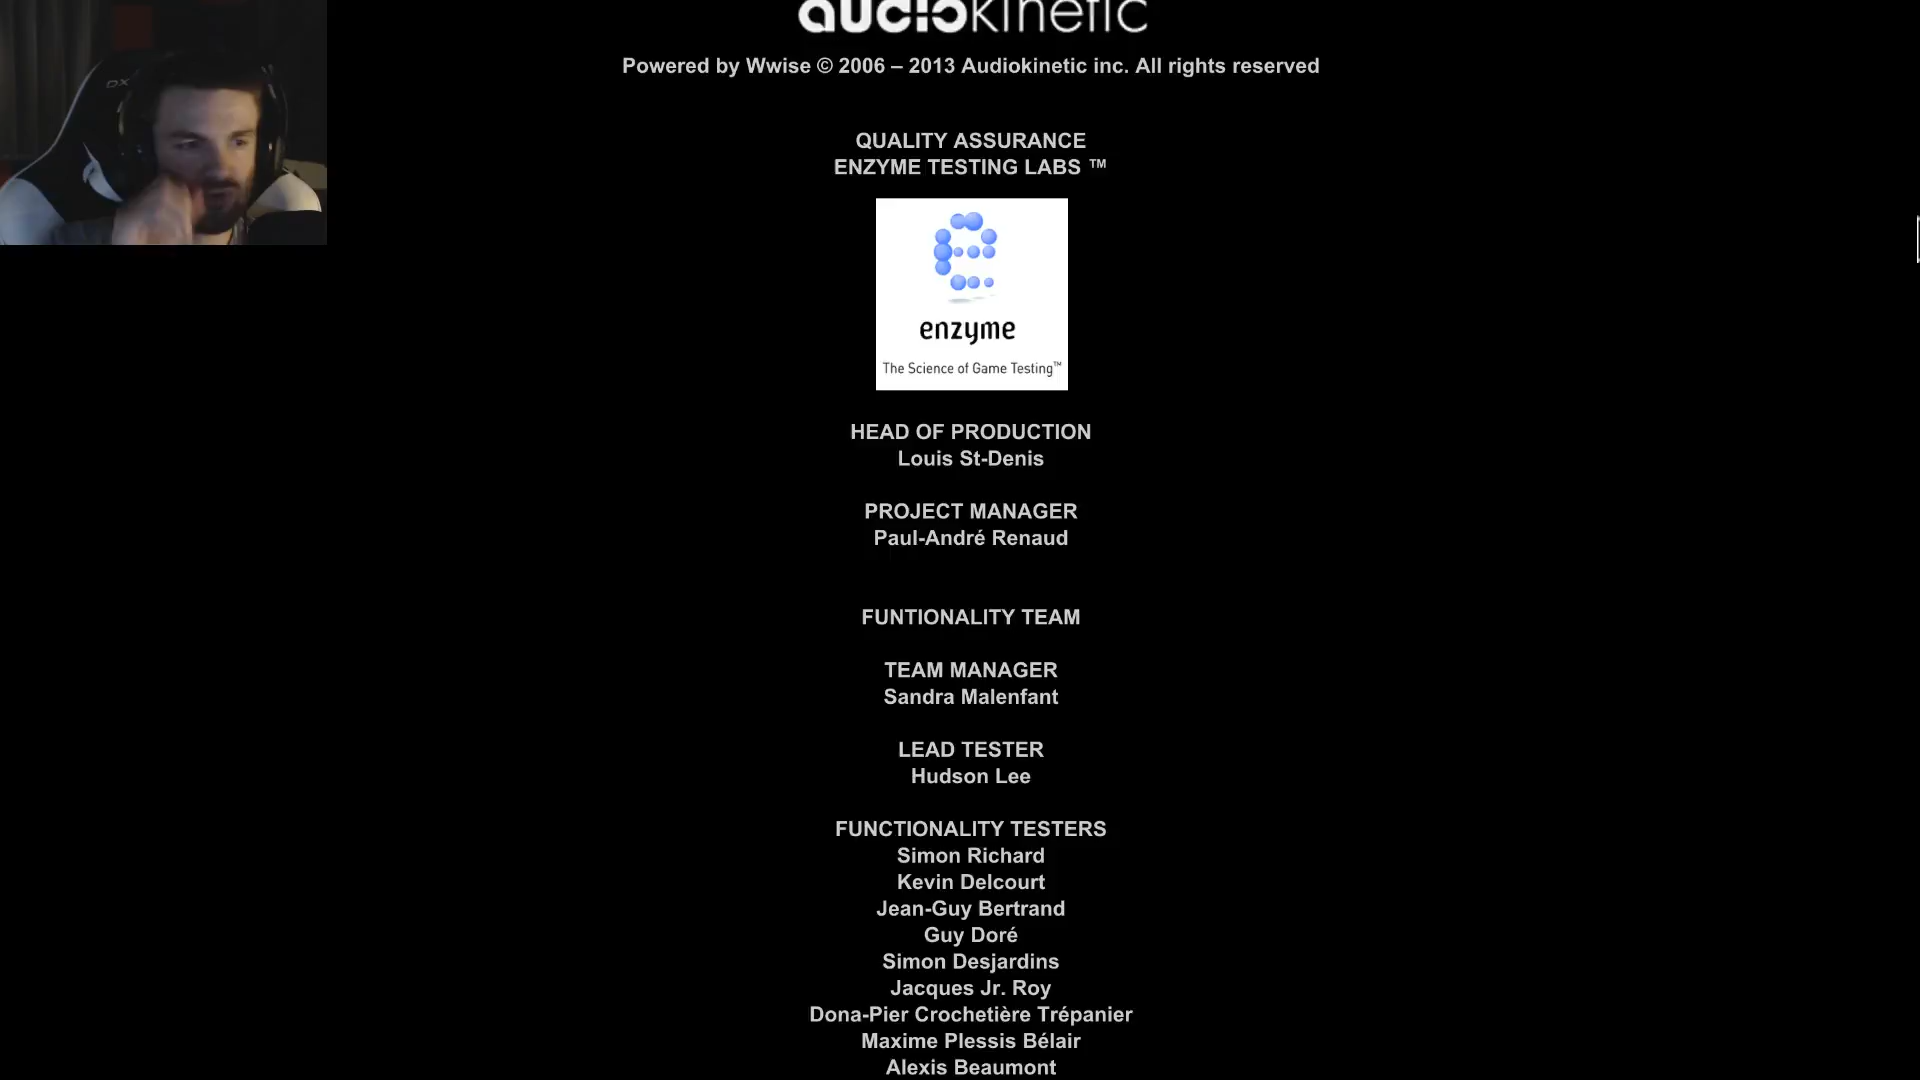 audiokinetic
Powered by Wwise © 2006 – 2013 Audiokinetic inc. All rights reserved
QUALITY ASSURANCE
ENZYME TESTING LABS ™
enzyme
The Science of Game Testing™
HEAD OF PRODUCTION
Louis St-Denis
PROJECT MANAGER
Paul-André Renaud
FUNTIONALITY TEAM
TEAM MANAGER
Sandra Malenfant
LEAD TESTER
Hudson Lee
FUNCTIONALITY TESTERS
Simon Richard
Kevin Delcourt
Jean-Guy Bertrand
Guy Doré
Simon Desjardins
Jacques Jr. Roy
Dona-Pier Crochetière Trépanier
Maxime Plessis Bélair
Alexis Beaumont